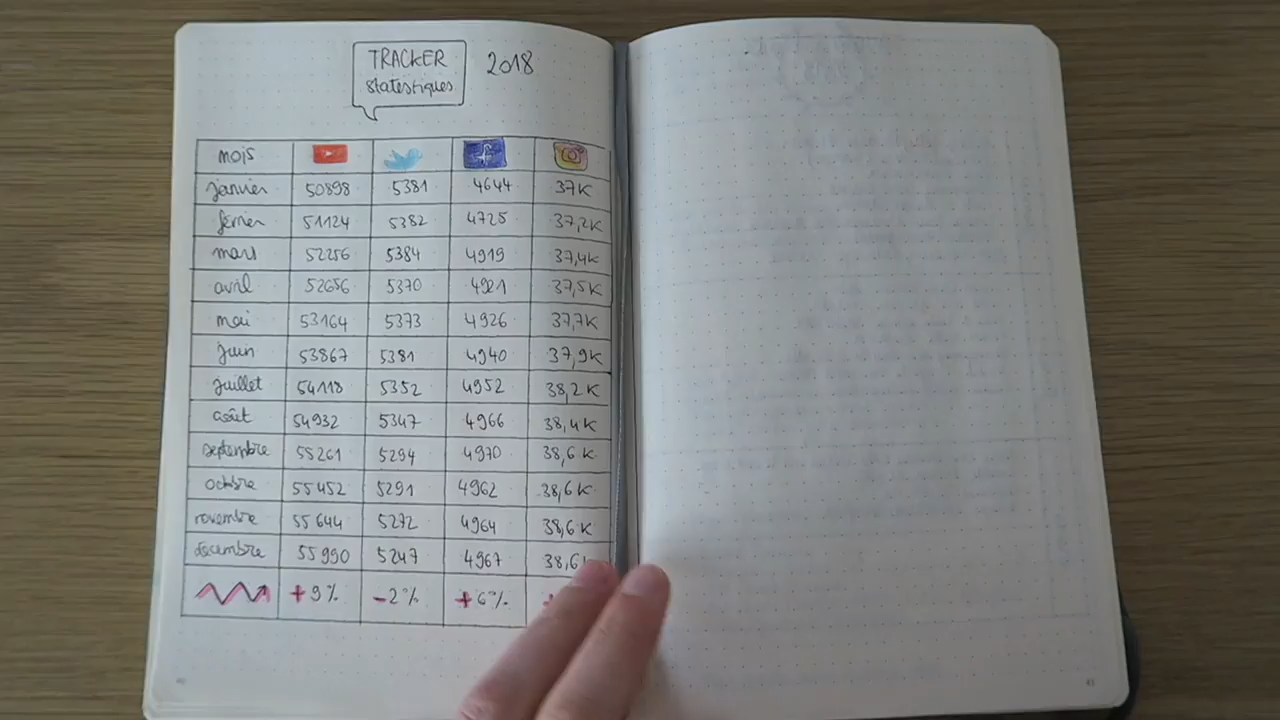 TRACKER
statistiques
2018
mois
janvier 50898 5381 4644 37K
février 51124 5382 4725 37,2K
mars 52256 5384 4919 37,4K
avril 52656 5370 4921 37,5K
mai 53164 5373 4926 37,7K
juin 53867 5381 4940 37,9K
juillet 54118 5352 4952 38,2K
août 54932 5347 4966 38,4K
septembre 55261 5294 4970 38,6K
octobre 55452 5291 4962 38,6K
novembre 55644 5272 4964 38,6K
décembre 55990 5247 4967 38,6K
+9% -2% +6% +